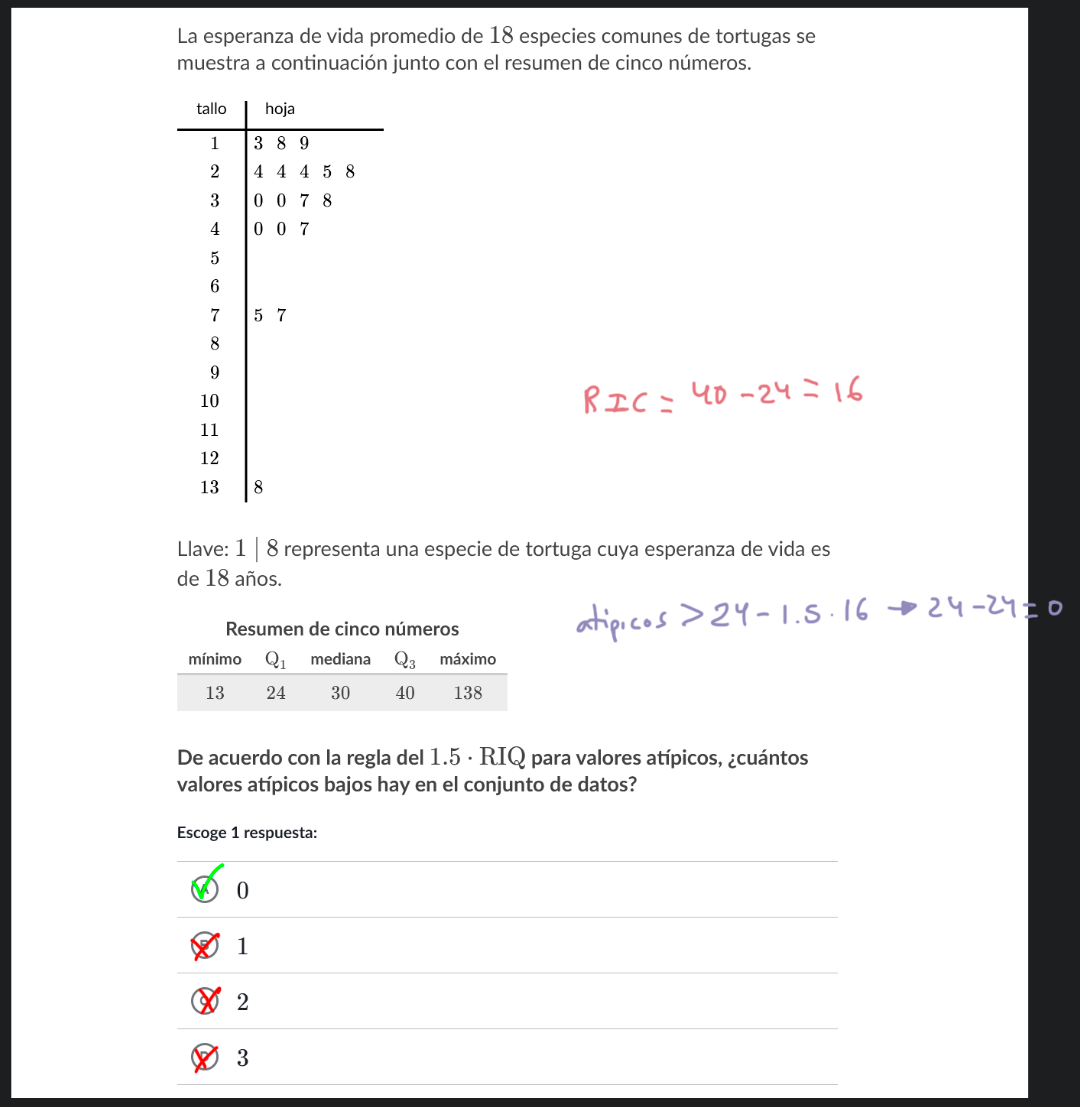 La esperanza de vida promedio de 18 especies comunes de tortugas se
muestra a continuación junto con el resumen de cinco números.
tallo hoja
1 3 8 9
2 4 4 4 5 8
3 0 0 7 8
4 0 0 7
5
6
7 5 7
8
9
10
11
12
13 8
RIC = 40 - 24 = 16
Llave: 1 | 8 representa una especie de tortuga cuya esperanza de vida es
de 18 años.
atípicos > 24 - 1.5 · 16 → 24 - 24 = 0
Resumen de cinco números
mínimo Q₁ mediana Q₃ máximo
13 24 30 40 138
De acuerdo con la regla del 1.5 · RIQ para valores atípicos, ¿cuántos
valores atípicos bajos hay en el conjunto de datos?
Escoge 1 respuesta:
0
1
2
3